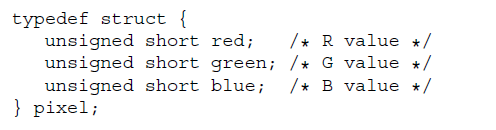 typedef struct {
   unsigned short red;   /* R value */
   unsigned short green; /* G value */
   unsigned short blue;  /* B value */
} pixel;